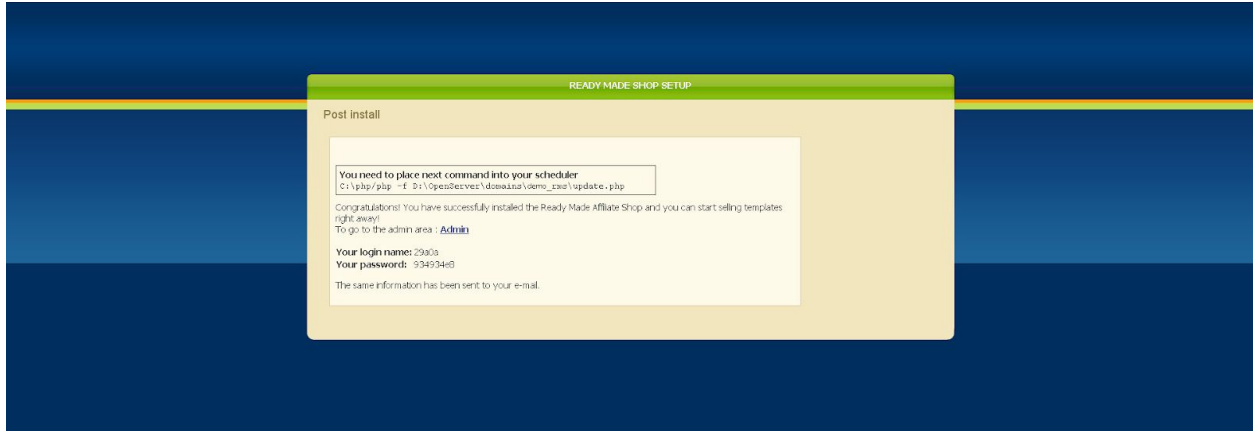 READY MADE SHOP SETUP
Post install
You need to place next command into your scheduler
C:\php/php -f D:\OpenServer\domains\demo_rms\update.php
Congratulations! You have successfully installed the Ready Made Affiliate Shop and you can start selling templates
right away!
To go to the admin area : Admin
Your login name: 29a0a
Your password: 934934e8
The same information has been sent to your e-mail.